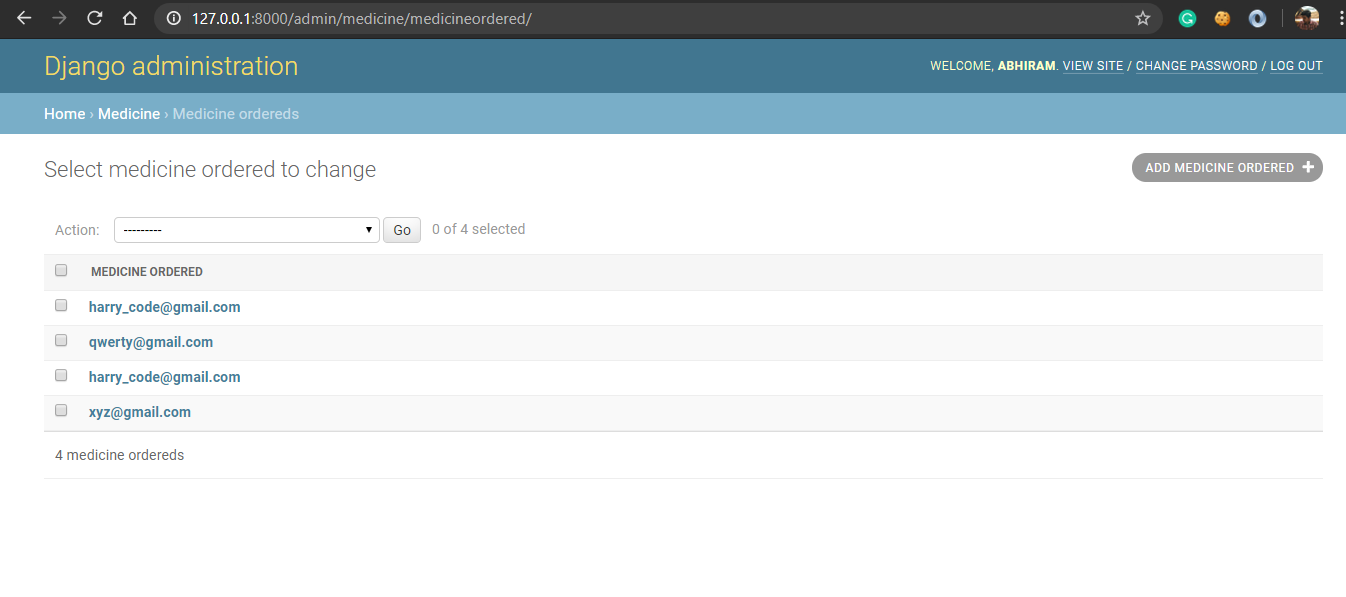 127.0.0.1:8000/admin/medicine/medicineordered/
Django administration
WELCOME, ABHIRAM. VIEW SITE / CHANGE PASSWORD / LOG OUT
Home › Medicine › Medicine ordereds
Select medicine ordered to change
ADD MEDICINE ORDERED +
Action: --------- Go 0 of 4 selected
MEDICINE ORDERED
harry_code@gmail.com
qwerty@gmail.com
harry_code@gmail.com
xyz@gmail.com
4 medicine ordereds